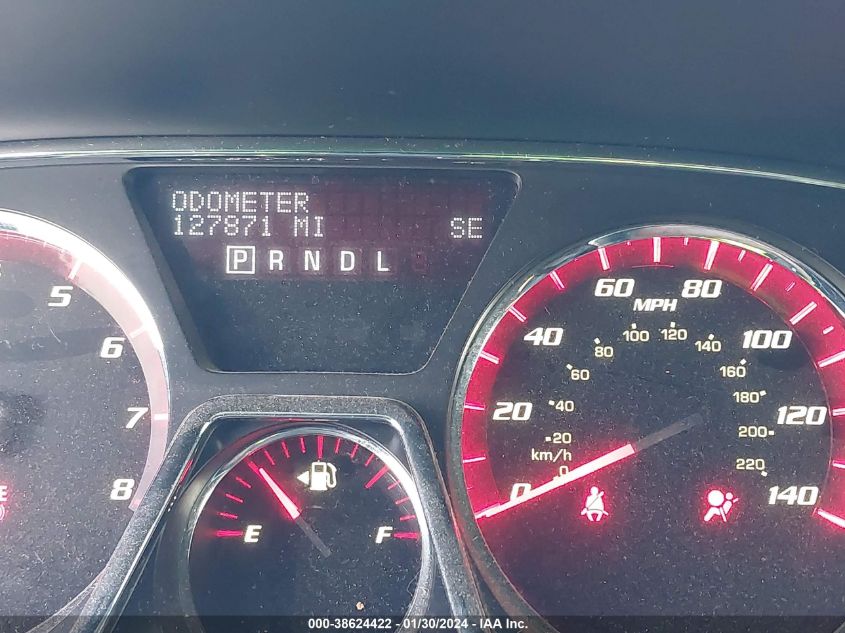 ODOMETER
127871 MI SE
P R N D L
5
6
7
8
E F
MPH
0 20 40 60 80 100 120 140
km/h
0 20 40 60 80 100 120 140 160 180 200 220
000-38624422 - 01/30/2024 - IAA Inc.